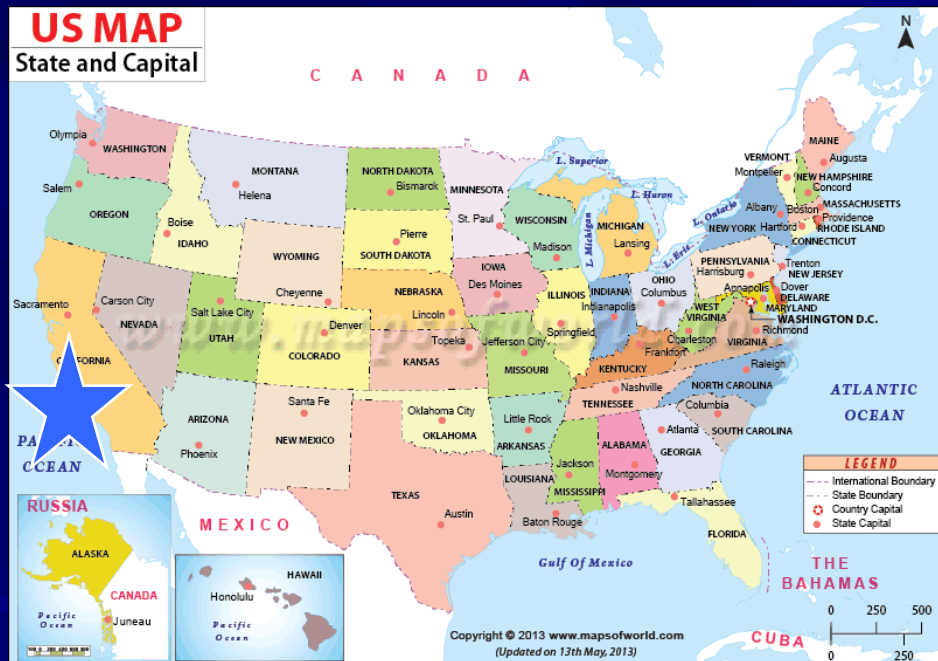 US MAP
State and Capital
N
CANADA
Olympia
WASHINGTON
MONTANA
Helena
NORTH DAKOTA
Bismarck
MINNESOTA
St. Paul
L. Superior
L. Huron
L. Michigan
L. Ontario
L. Erie
MAINE
Augusta
VERMONT
Montpelier
NEW HAMPSHIRE
Concord
MASSACHUSETTS
Boston
Providence
RHODE ISLAND
Hartford
CONNECTICUT
Albany
NEW YORK
Salem
OREGON
Boise
IDAHO
WYOMING
Cheyenne
Pierre
SOUTH DAKOTA
WISCONSIN
Madison
MICHIGAN
Lansing
IOWA
Des Moines
NEBRASKA
Lincoln
ILLINOIS
Springfield
INDIANA
Indianapolis
OHIO
Columbus
PENNSYLVANIA
Harrisburg
Trenton
NEW JERSEY
Annapolis
Dover
DELAWARE
MARYLAND
WASHINGTON D.C.
WEST
VIRGINIA
Charleston
Richmond
VIRGINIA
Sacramento
Carson City
NEVADA
Salt Lake City
UTAH
Denver
COLORADO
Topeka
KANSAS
Jefferson City
MISSOURI
KENTUCKY
Frankfort
Raleigh
NORTH CAROLINA
Nashville
TENNESSEE
www.mapsofworld.com
ARIZONA
Phoenix
Santa Fe
NEW MEXICO
Oklahoma City
OKLAHOMA
Little Rock
ARKANSAS
Columbia
SOUTH CAROLINA
Atlanta
GEORGIA
ALABAMA
Montgomery
Jackson
MISSISSIPPI
LOUISIANA
Baton Rouge
TEXAS
Austin
Tallahassee
FLORIDA
ATLANTIC
OCEAN
OCEAN
MEXICO
Gulf Of Mexico
THE
BAHAMAS
CUBA
LEGEND
International Boundary
State Boundary
Country Capital
State Capital
RUSSIA
ALASKA
CANADA
Pacific
Ocean
Juneau
HAWAII
Honolulu
Pacific
Ocean
Copyright © 2013 www.mapsofworld.com
(Updated on 13th May, 2013)
0 250 500
0 250